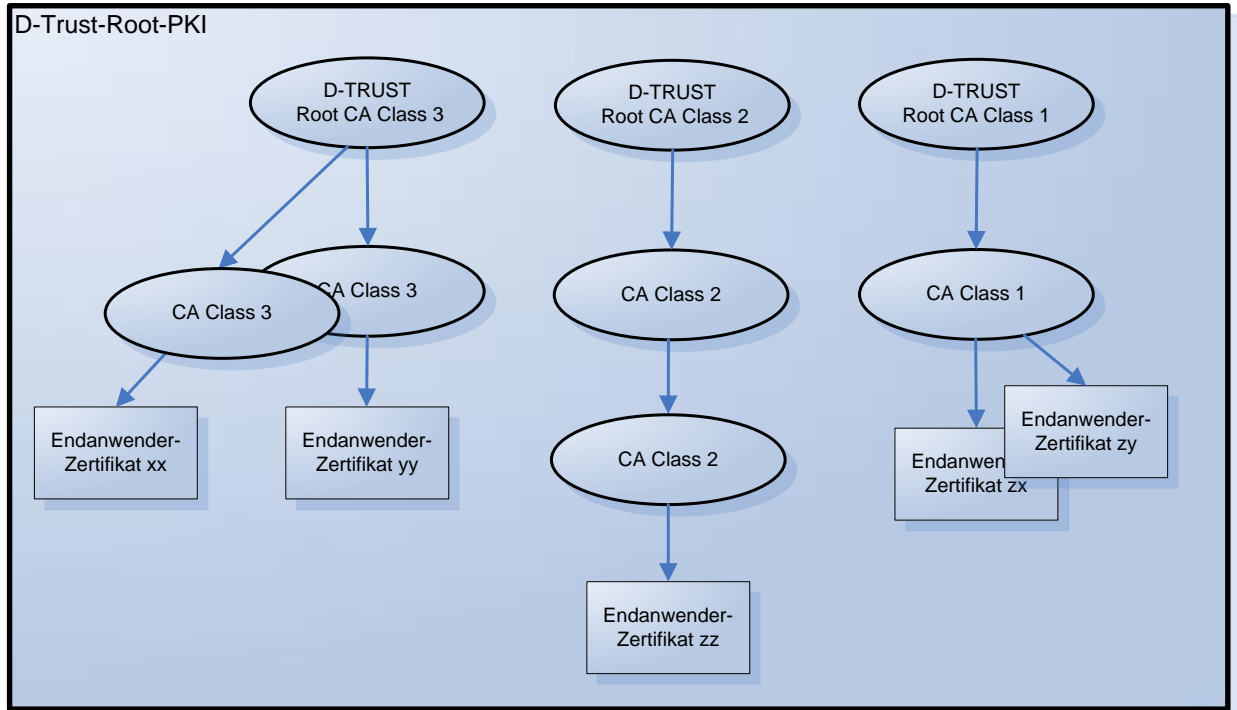 D-Trust-Root-PKI
D-TRUST
Root CA Class 3
D-TRUST
Root CA Class 2
D-TRUST
Root CA Class 1
CA Class 3
CA Class 3
CA Class 2
CA Class 1
Endanwender-
Zertifikat xx
Endanwender-
Zertifikat yy
CA Class 2
Endanwender-
Zertifikat zy
Endanwend
Zertifikat zx
Endanwender-
Zertifikat zz